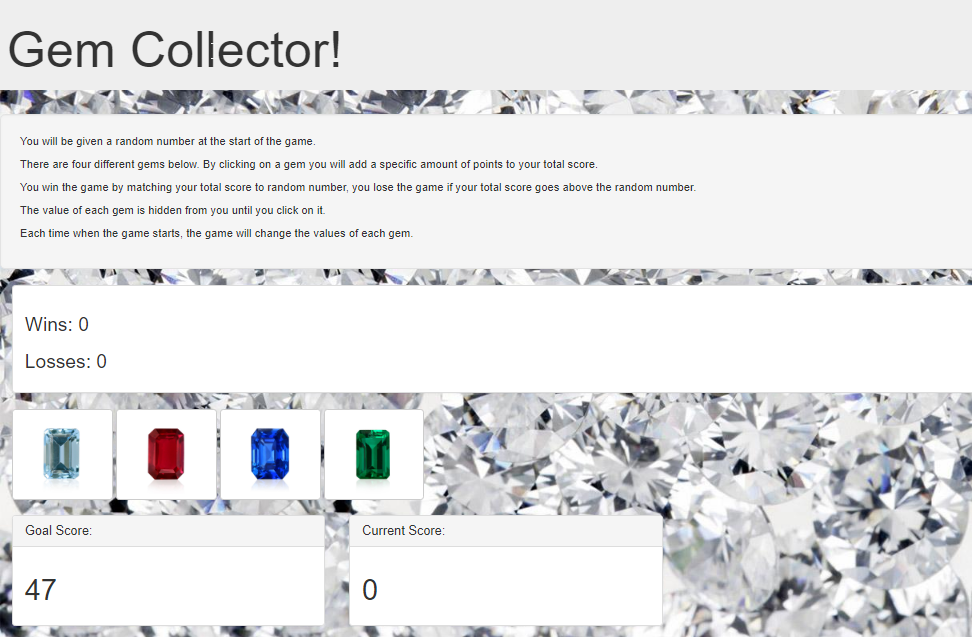 Gem Collector!
You will be given a random number at the start of the game.
There are four different gems below. By clicking on a gem you will add a specific amount of points to your total score.
You win the game by matching your total score to random number, you lose the game if your total score goes above the random number.
The value of each gem is hidden from you until you click on it.
Each time when the game starts, the game will change the values of each gem.
Wins: 0
Losses: 0
Goal Score:
Current Score:
47
0